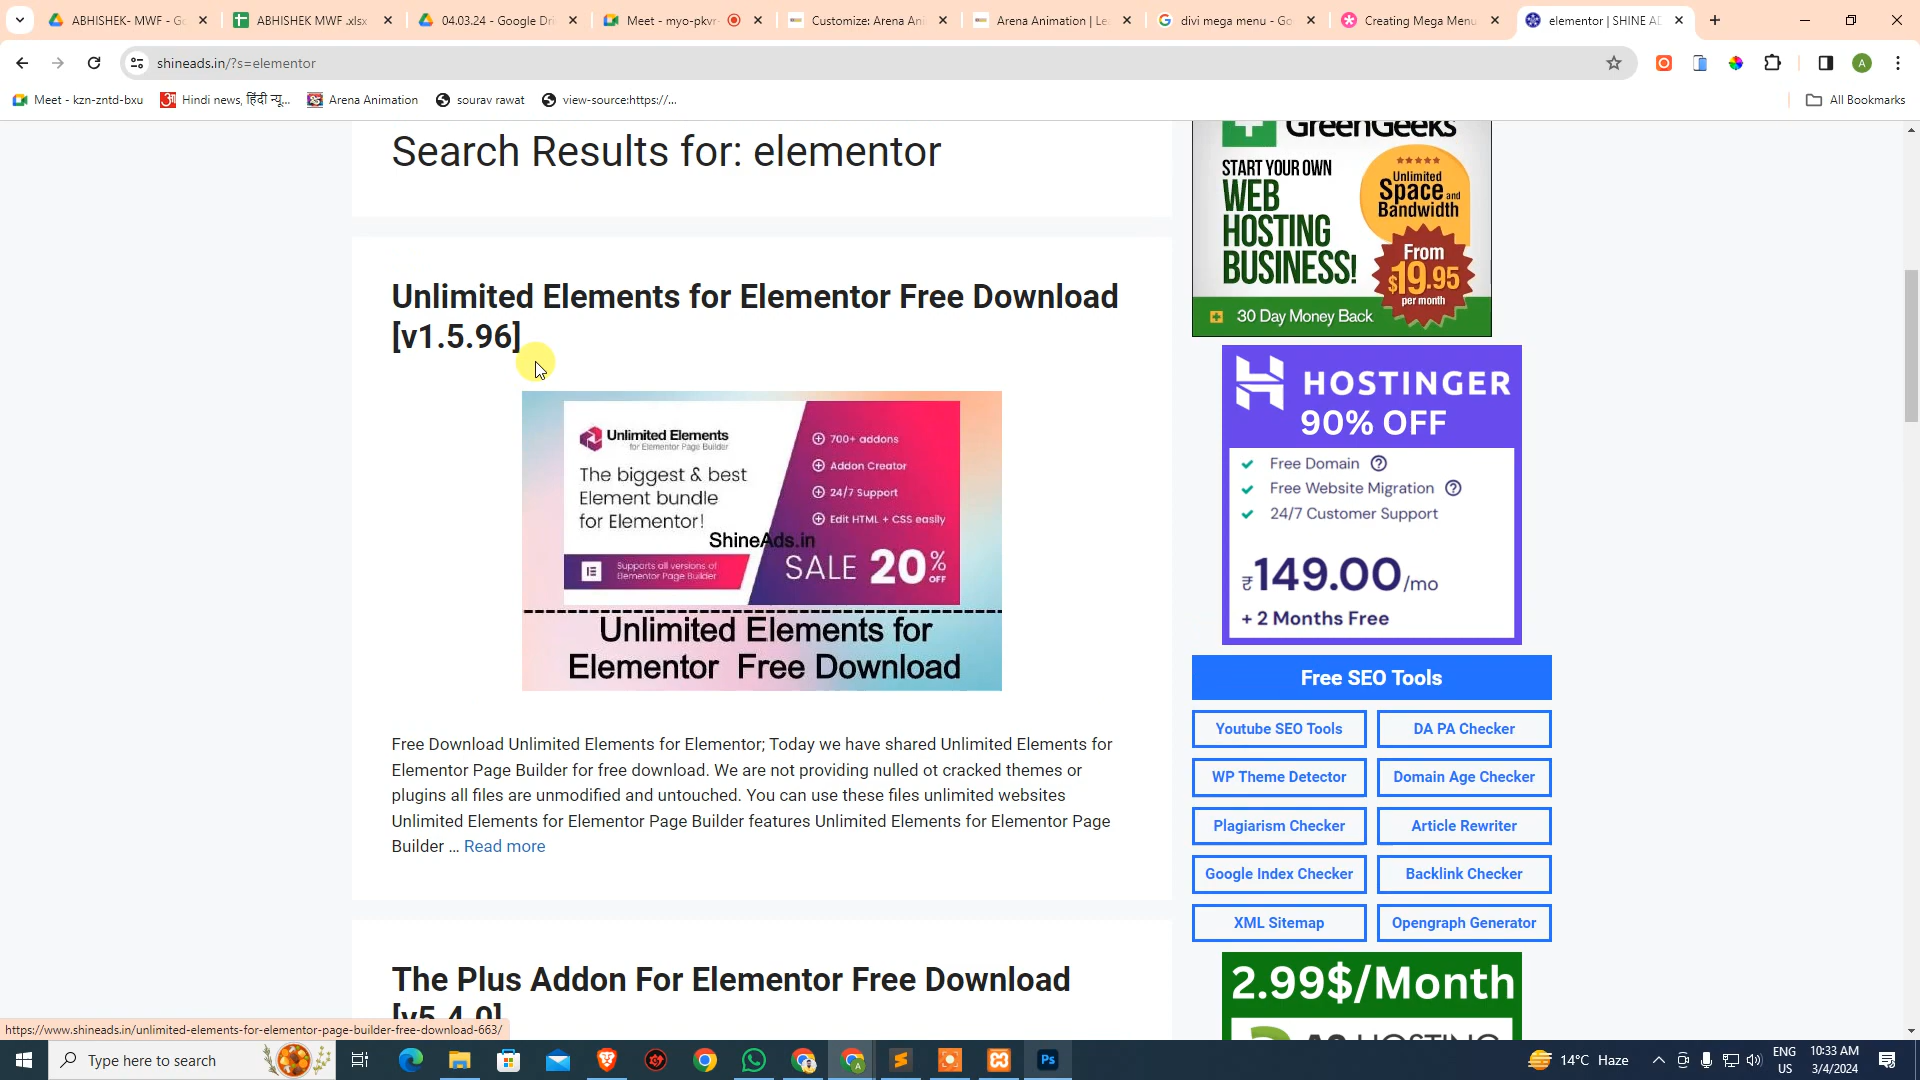 ABHISHEK- MWF - Go
ABHISHEK MWF .xlsx
04.03.24 - Google Dri
Meet - myo-pkvr-
Customize: Arena Ani
Arena Animation | Le
divi mega menu - Go
Creating Mega Menu
elementor | SHINE AD
shineads.in/?s=elementor
A
Meet - kzn-zntd-bxu
Hindi news, हिंदी न्यू...
Arena Animation
sourav rawat
view-source:https://...
All Bookmarks
Search Results for: elementor
Unlimited Elements for Elementor Free Download
[v1.5.96]
Unlimited Elements
for Elementor Page Builder
The biggest & best
Element bundle
for Elementor!
700+ addons
Addon Creator
24/7 Support
Edit HTML + CSS easily
ShineAds.in
Supports all versions of
Elementor Page Builder
SALE 20% OFF
Unlimited Elements for
Elementor Free Download
Free Download Unlimited Elements for Elementor; Today we have shared Unlimited Elements for
Elementor Page Builder for free download. We are not providing nulled ot cracked themes or
plugins all files are unmodified and untouched. You can use these files unlimited websites
Unlimited Elements for Elementor Page Builder features Unlimited Elements for Elementor Page
Builder ... Read more
The Plus Addon For Elementor Free Download
[v5.4.0]
GreenGeeks
START YOUR OWN
WEB
HOSTING
BUSINESS!
Unlimited
Space and
Bandwidth
From
$19.95
per month
30 Day Money Back
HOSTINGER
90% OFF
Free Domain
Free Website Migration
24/7 Customer Support
₹149.00/mo
+ 2 Months Free
Free SEO Tools
Youtube SEO Tools
DA PA Checker
WP Theme Detector
Domain Age Checker
Plagiarism Checker
Article Rewriter
Google Index Checker
Backlink Checker
XML Sitemap
Opengraph Generator
2.99$/Month
https://www.shineads.in/unlimited-elements-for-elementor-page-builder-free-download-663/
Type here to search
Ps
14°C Haze
ENG
US
10:33 AM
3/4/2024